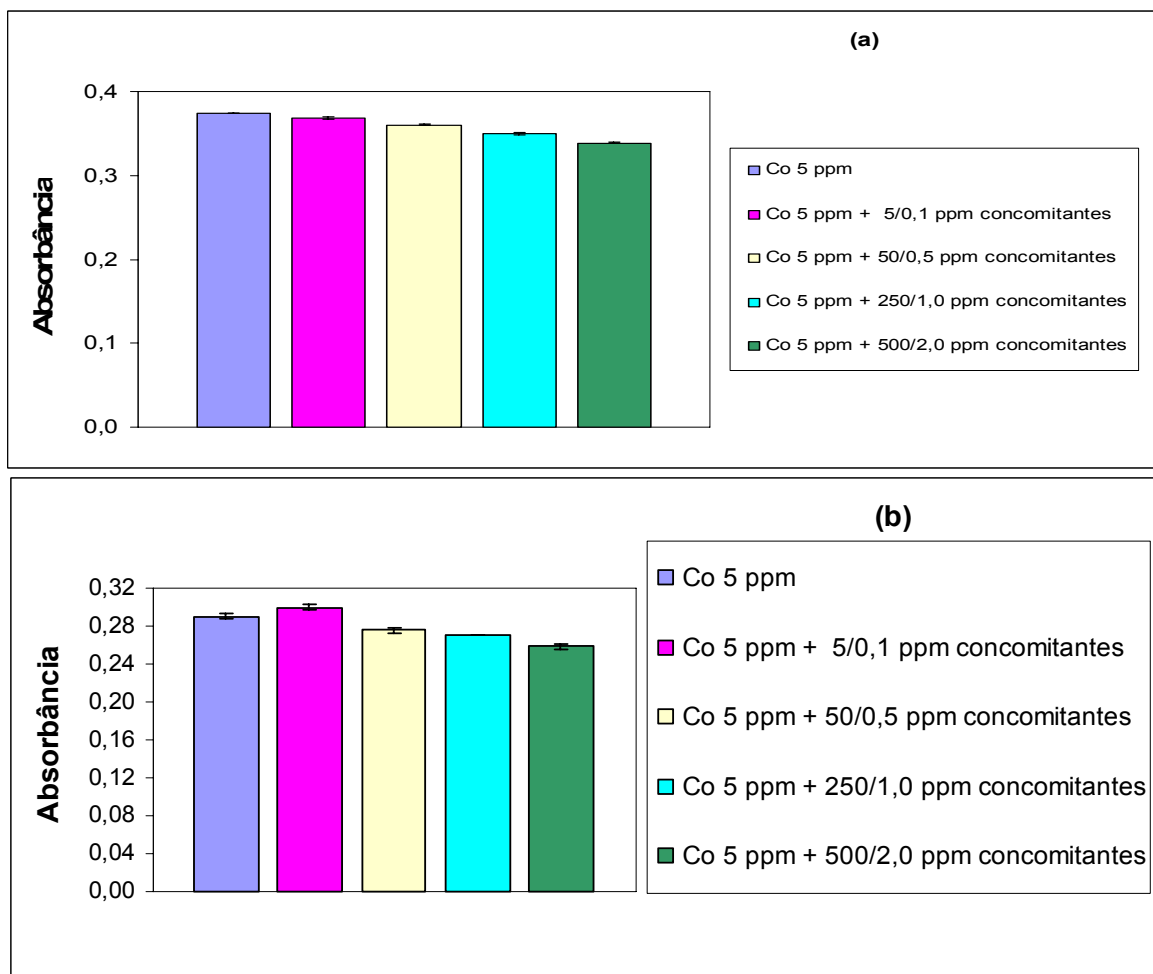 (a)
Absorbância
0,4
0,3
0,2
0,1
0,0
Co 5 ppm
Co 5 ppm + 5/0,1 ppm concomitantes
Co 5 ppm + 50/0,5 ppm concomitantes
Co 5 ppm + 250/1,0 ppm concomitantes
Co 5 ppm + 500/2,0 ppm concomitantes
(b)
Absorbância
0,32
0,28
0,24
0,20
0,16
0,12
0,08
0,04
0,00
Co 5 ppm
Co 5 ppm + 5/0,1 ppm concomitantes
Co 5 ppm + 50/0,5 ppm concomitantes
Co 5 ppm + 250/1,0 ppm concomitantes
Co 5 ppm + 500/2,0 ppm concomitantes